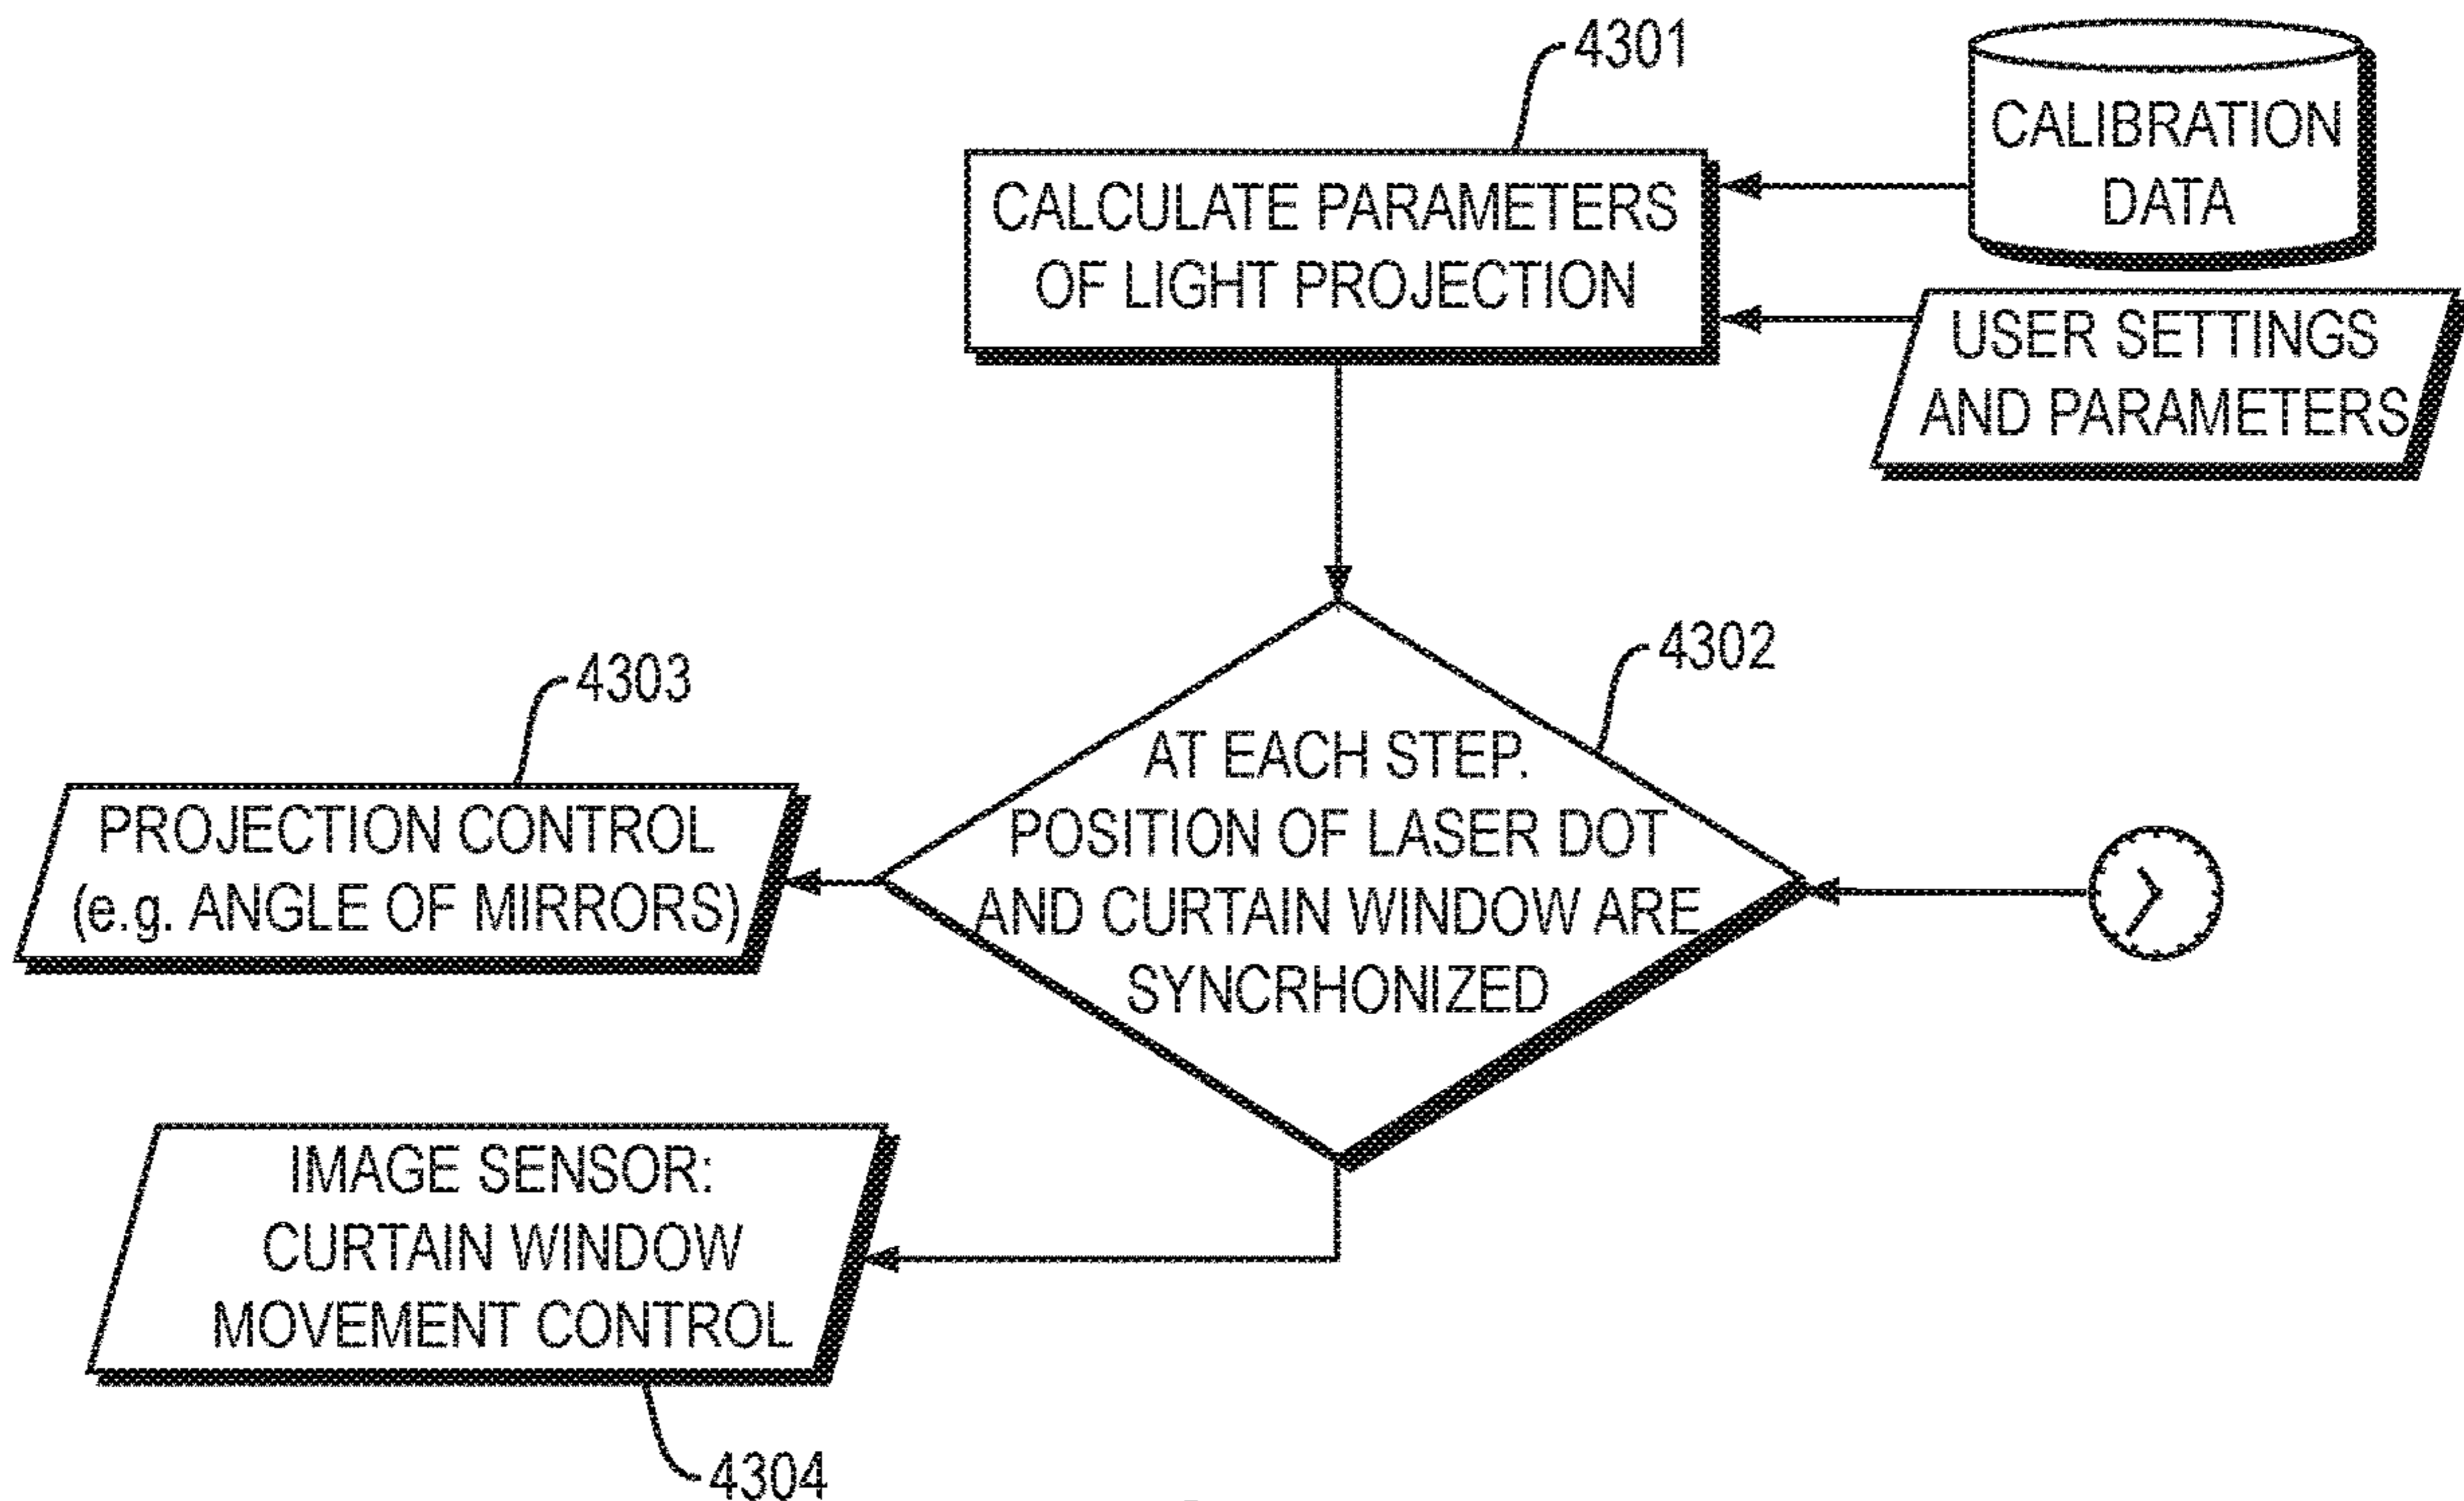 4301
CALIBRATION
DATA
CALCULATE PARAMETERS
OF LIGHT PROJECTION
USER SETTINGS
AND PARAMETERS
4302
AT EACH STEP.
POSITION OF LASER DOT
AND CURTAIN WINDOW ARE
SYNCRHONIZED
4303
PROJECTION CONTROL
(e.g. ANGLE OF MIRRORS)
IMAGE SENSOR:
CURTAIN WINDOW
MOVEMENT CONTROL
4304